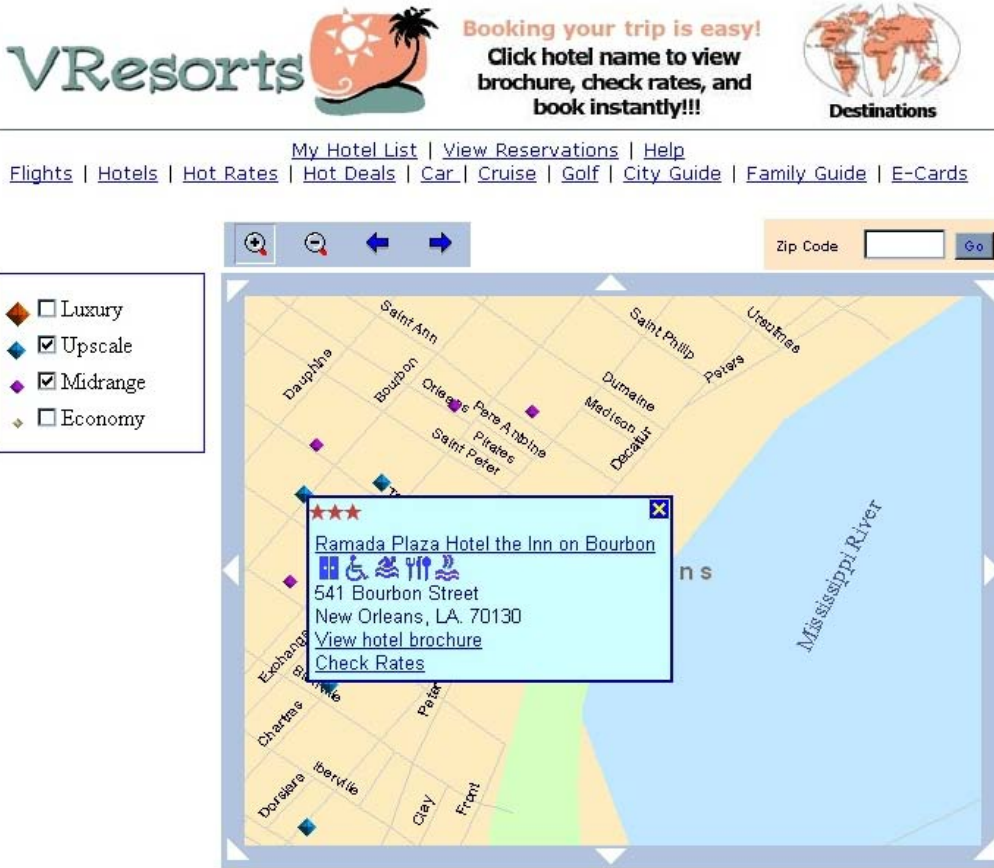 VResorts
Booking your trip is easy!
Click hotel name to view
brochure, check rates, and
book instantly!!!
Destinations
My Hotel List | View Reservations | Help
Flights | Hotels | Hot Rates | Hot Deals | Car | Cruise | Golf | City Guide | Family Guide | E-Cards
Zip Code
Go
Luxury
Upscale
Midrange
Economy
Saint Ann
Saint Philip
Ursulines
Dauphine
Bourbon
Peters
Orleans
Dumaine
Pere Antoine
Madison
Pirates
Saint Peter
Decatur
Ramada Plaza Hotel the Inn on Bourbon
541 Bourbon Street
New Orleans, LA. 70130
View hotel brochure
Check Rates
ns
Mississippi River
Chartres
Iberville
Dorsiere
Clay
Front